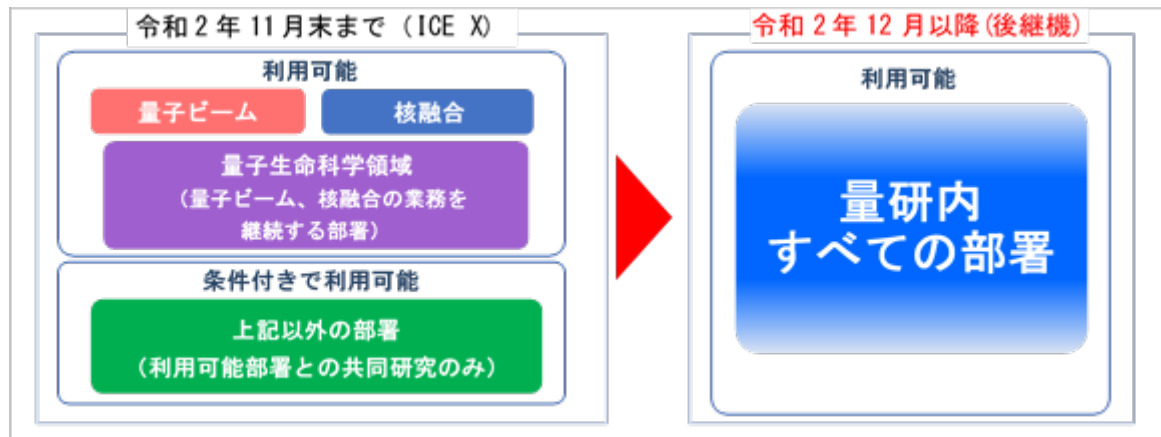 令和２年 11 月末まで（ICE X）
利用可能
量子ビーム
核融合
量子生命科学領域
（量子ビーム、核融合の業務を
継続する部署）
条件付きで利用可能
上記以外の部署
（利用可能部署との共同研究のみ）
令和２年 12 月以降(後継機)
利用可能
量研内
すべての部署